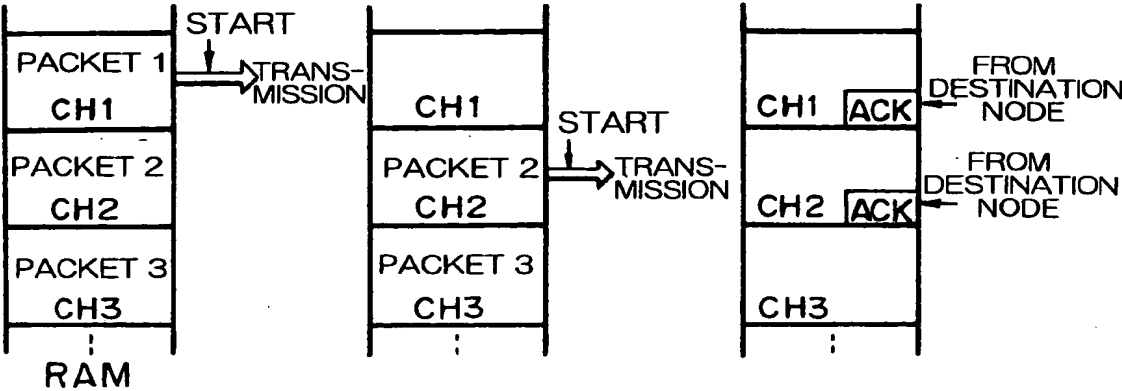 START
PACKET 1
TRANS-
MISSION
CH1
PACKET 2
CH2
PACKET 3
CH3
RAM
CH1
START
PACKET 2
TRANS-
MISSION
CH2
PACKET 3
CH3
FROM
DESTINATION
NODE
CH1 ACK
FROM
DESTINATION
NODE
CH2 ACK
CH3